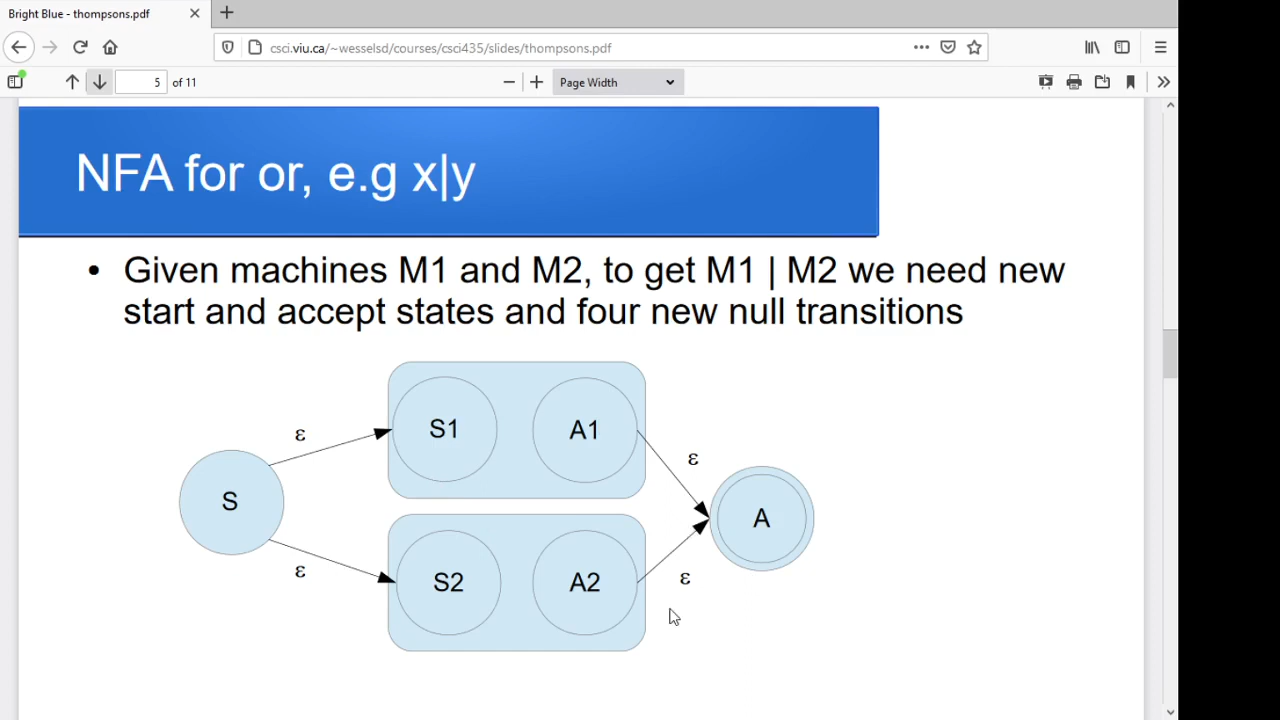 Bright Blue - thompsons.pdf
csci.viu.ca/~wesselsd/courses/csci435/slides/thompsons.pdf
5 of 11
Page Width
NFA for or, e.g x|y
• Given machines M1 and M2, to get M1 | M2 we need new
start and accept states and four new null transitions
ε
S1
A1
ε
S
A
ε
S2
A2
ε